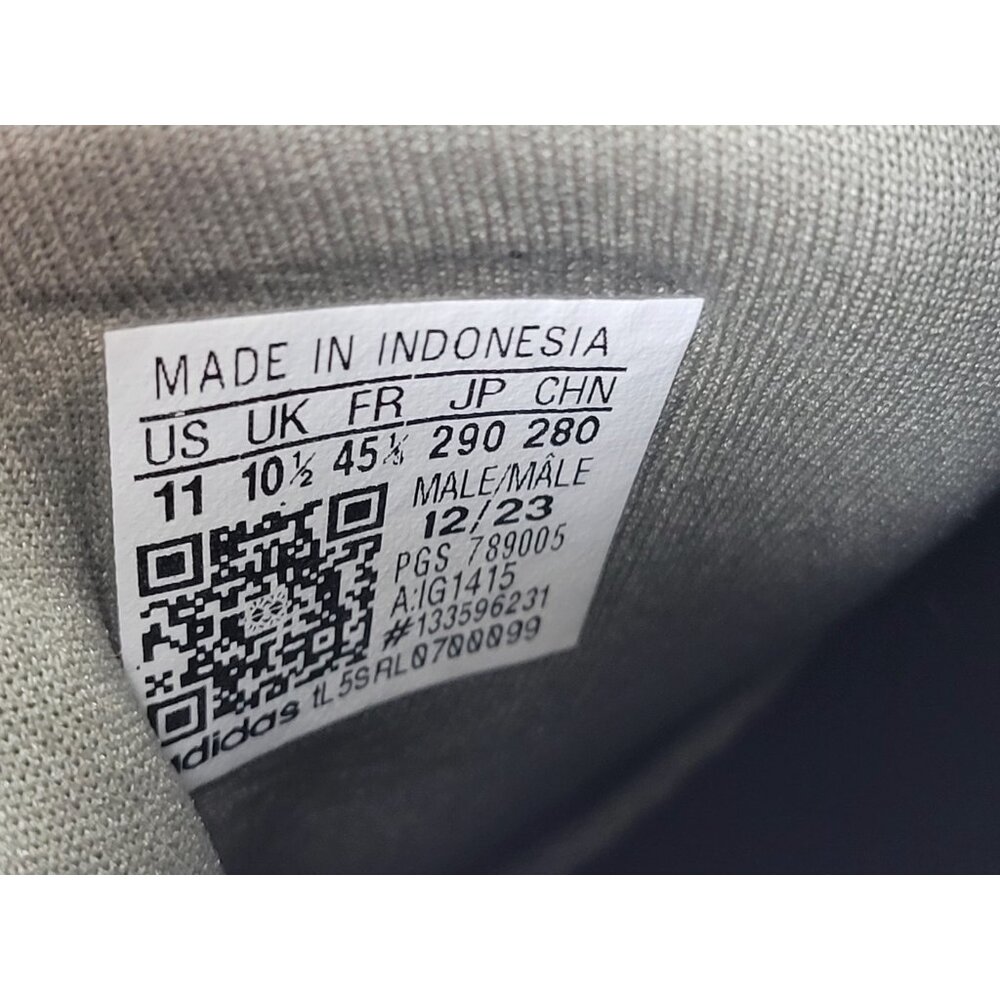 MADE IN INDONESIA
US UK FR JP CHN
11 10½ 45⅓ 290 280
MALE/MÂLE
12/23
PGS 789005
A:IG1415
#133596231
adidas tL5SRL0700099